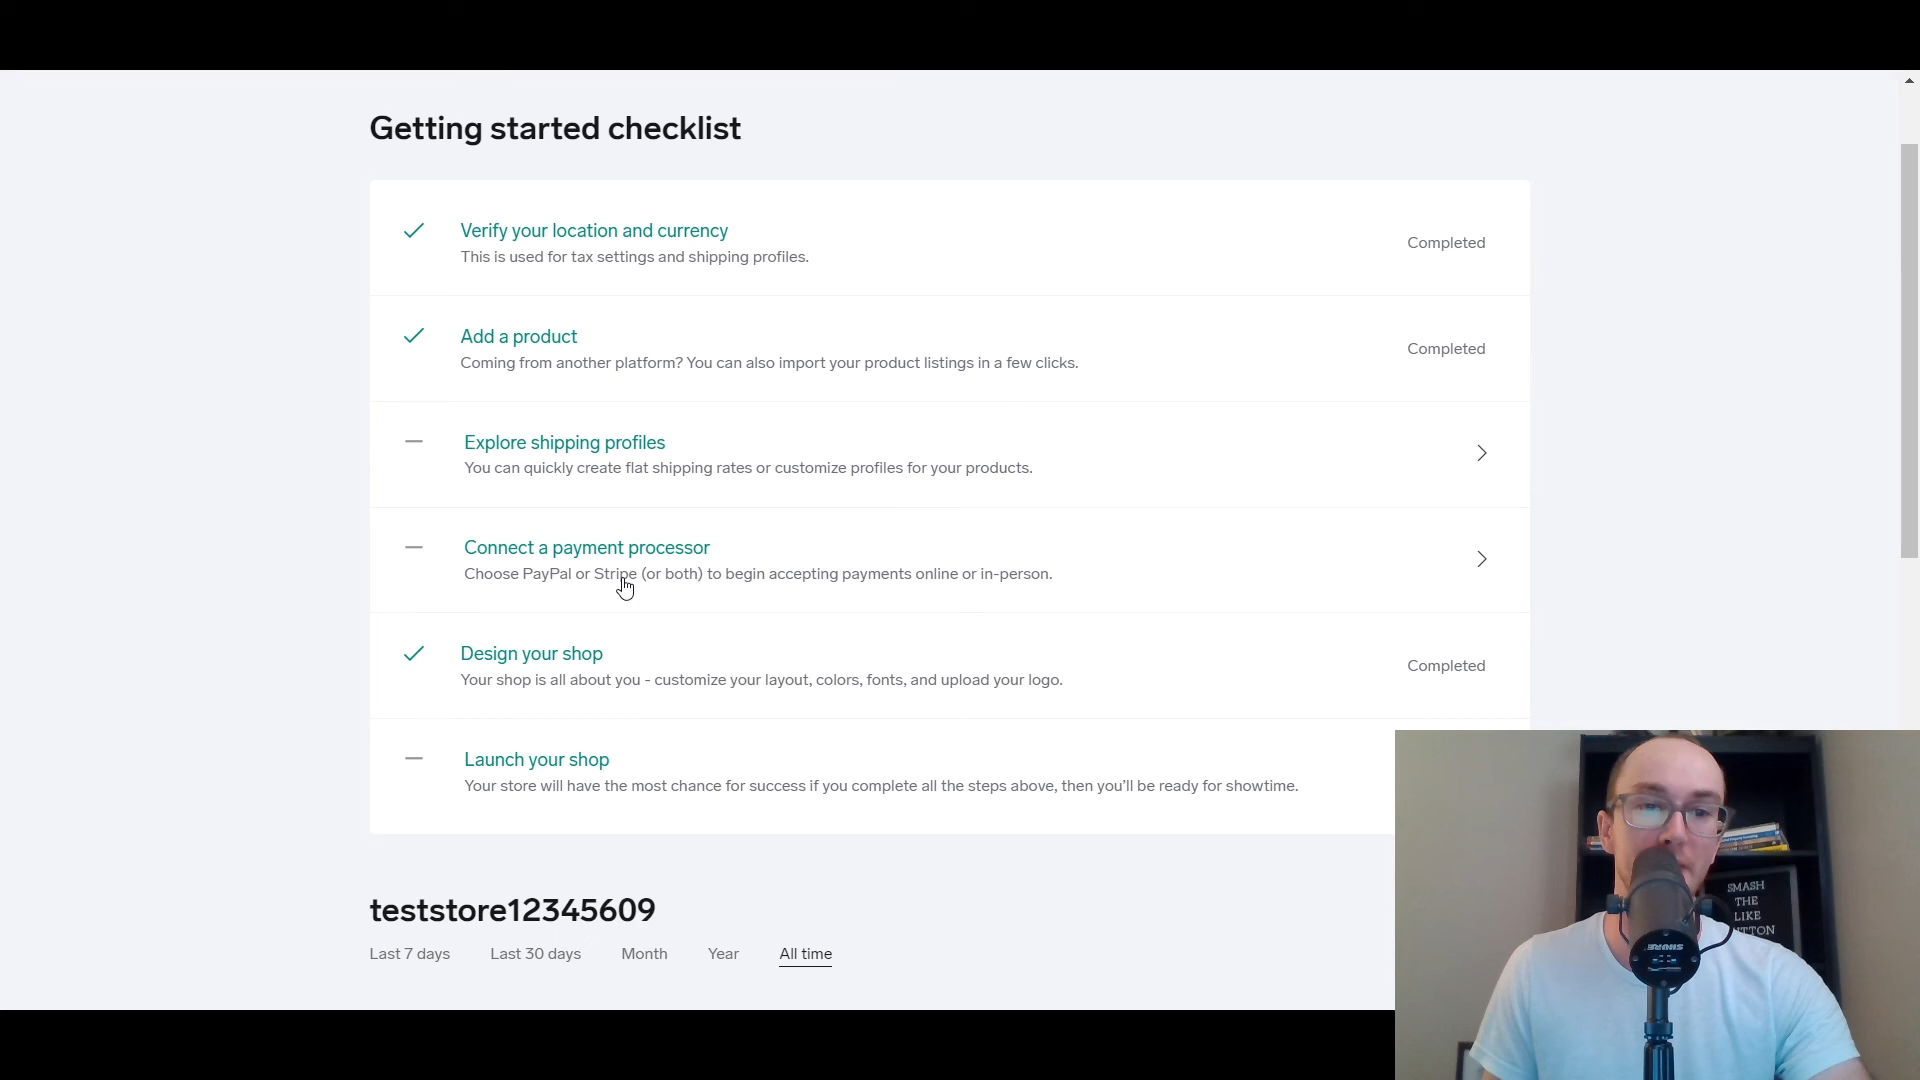 Getting started checklist
Verify your location and currency
This is used for tax settings and shipping profiles.
Completed
Add a product
Coming from another platform? You can also import your product listings in a few clicks.
Completed
Explore shipping profiles
You can quickly create flat shipping rates or customize profiles for your products.
Connect a payment processor
Choose PayPal or Stripe (or both) to begin accepting payments online or in-person.
Design your shop
Your shop is all about you - customize your layout, colors, fonts, and upload your logo.
Completed
Launch your shop
Your store will have the most chance for success if you complete all the steps above, then you'll be ready for showtime.
teststore12345609
Last 7 days Last 30 days Month Year All time
SMASH
THE
LIKE
SHURE